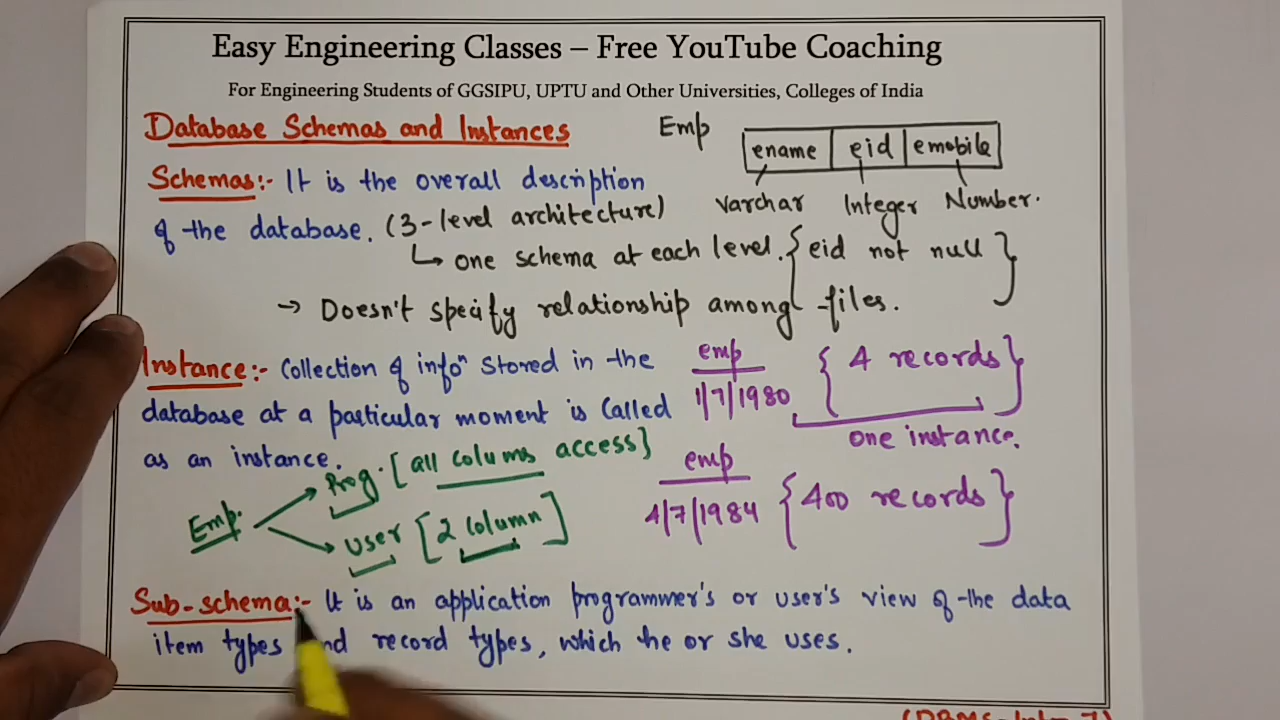 Easy Engineering Classes – Free YouTube Coaching
For Engineering Students of GGSIPU, UPTU and Other Universities, Colleges of India
Database Schemas and Instances
Emp
ename eid emobile
Varchar Integer Number.
Schemas:- It is the overall description
of the database. (3-level architecture)
↳ one schema at each level. {eid not null}
→ Doesn't specify relationship among files.
Instance:- Collection of infoⁿ stored in the
database at a particular moment is called
as an instance.
emp
1/7/1980 {4 records}
one instance.
emp
4/7/1984 {400 records}
Emp.
Prog. [all colums access]
user [2 column]
Sub-schema:- It is an application programmer's or user's view of the data
item types nd record types, which he or she uses.